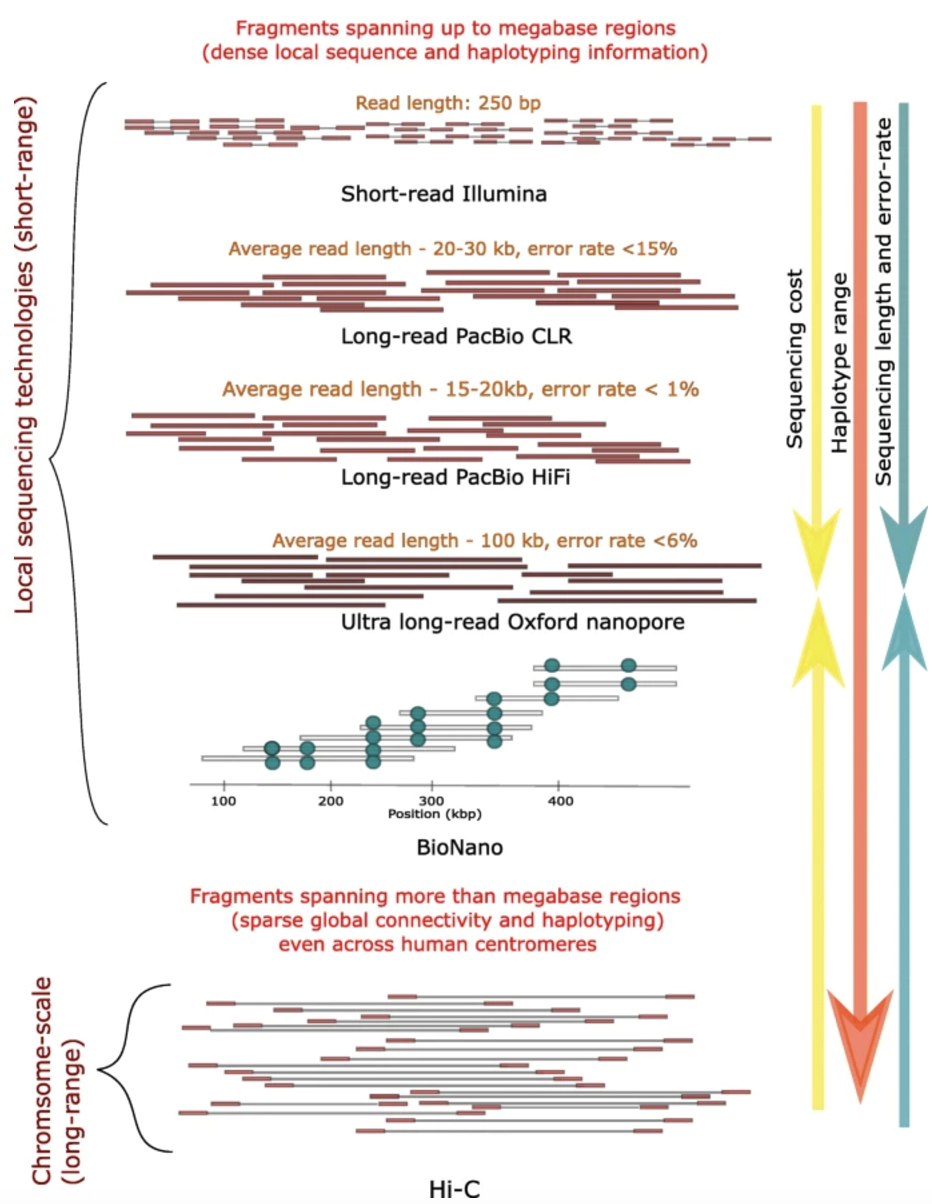 Fragments spanning up to megabase regions
(dense local sequence and haplotyping information)
Local sequencing technologies (short-range)
Read length: 250 bp
Short-read Illumina
Average read length - 20-30 kb, error rate <15%
Long-read PacBio CLR
Average read length - 15-20kb, error rate < 1%
Long-read PacBio HiFi
Average read length - 100 kb, error rate <6%
Ultra long-read Oxford nanopore
100 200 300 400
Position (kbp)
BioNano
Sequencing cost
Haplotype range
Sequencing length and error-rate
Fragments spanning more than megabase regions
(sparse global connectivity and haplotyping)
even across human centromeres
Chromsome-scale
(long-range)
Hi-C